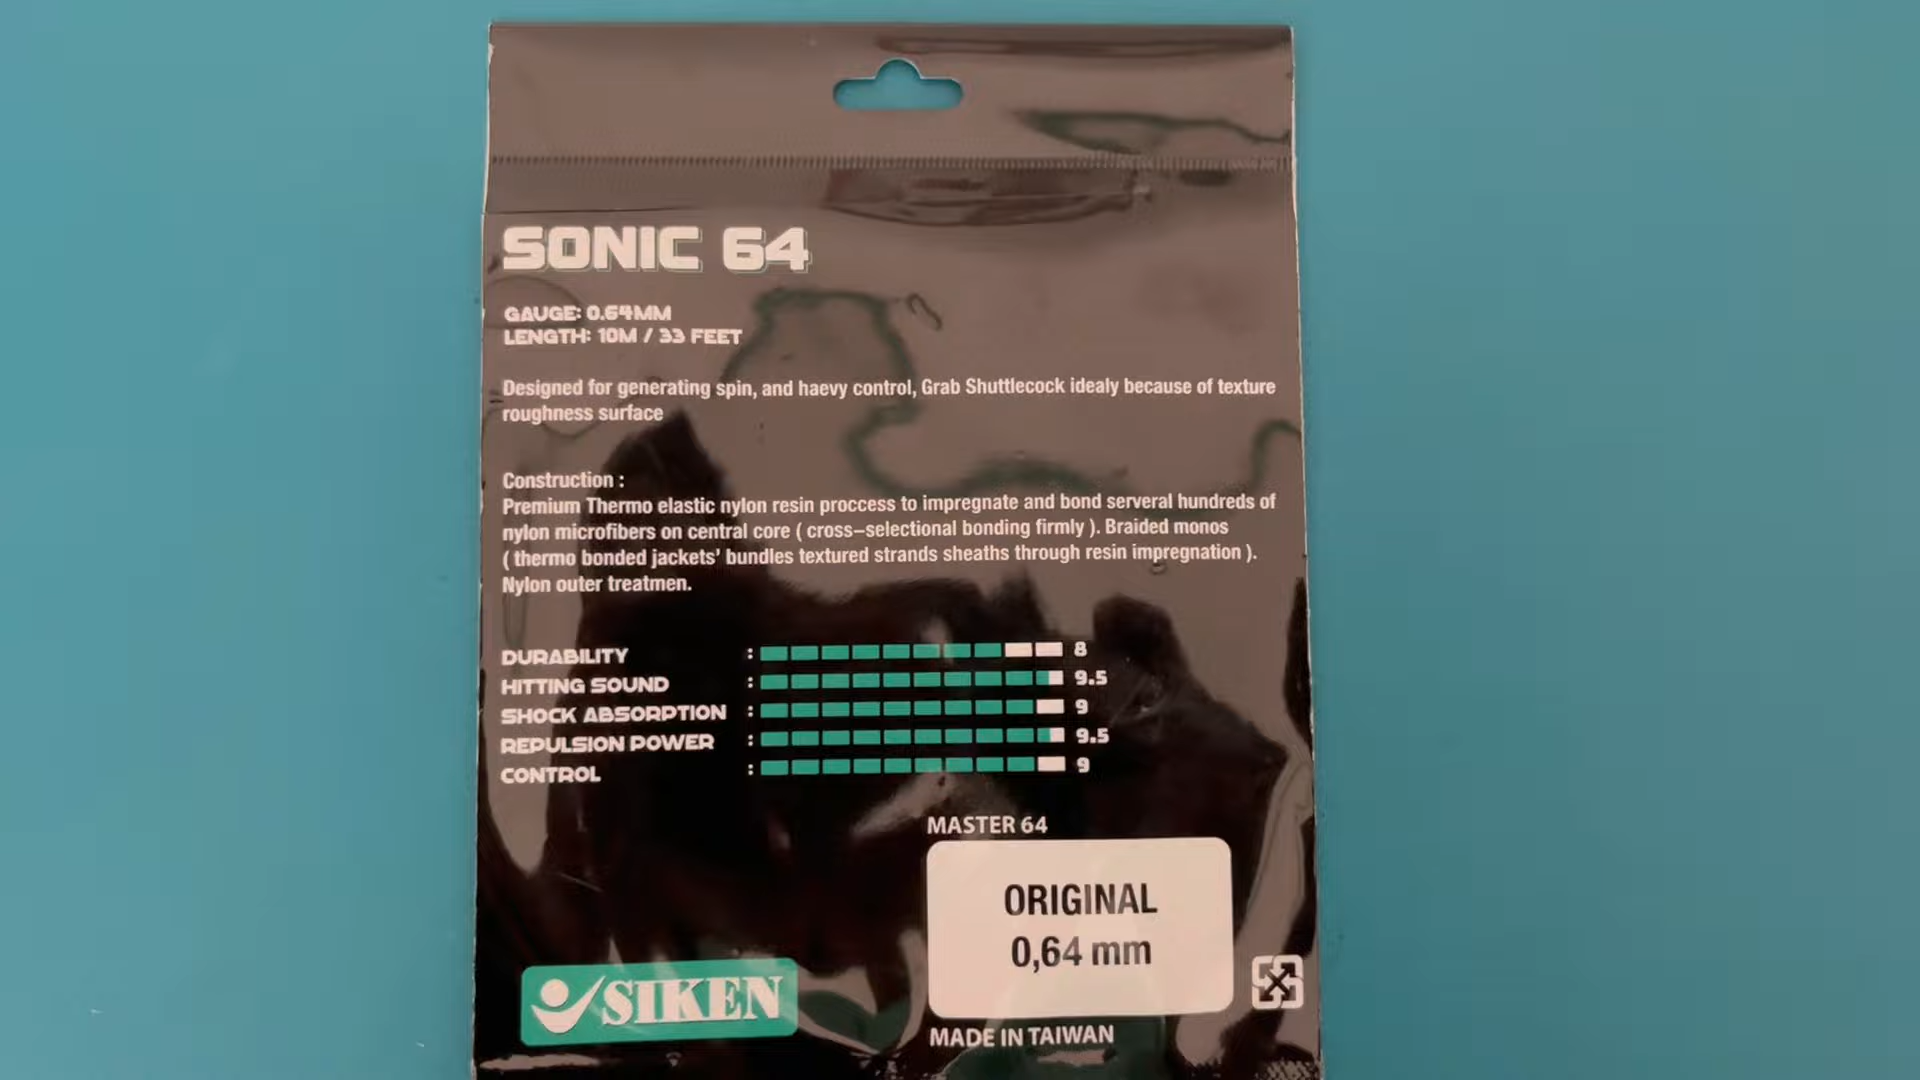 SONIC 64
GAUGE: 0.64MM
LENGTH: 10M / 33 FEET
Designed for generating spin, and haevy control, Grab Shuttlecock idealy because of texture
roughness surface
Construction :
Premium Thermo elastic nylon resin proccess to impregnate and bond serveral hundreds of
nylon microfibers on central core ( cross–selectional bonding firmly ). Braided monos
( thermo bonded jackets' bundles textured strands sheaths through resin impregnation ).
Nylon outer treatmen.
DURABILITY : 8
HITTING SOUND : 9.5
SHOCK ABSORPTION : 9
REPULSION POWER : 9.5
CONTROL : 9
MASTER 64
ORIGINAL
0,64 mm
SIKEN
MADE IN TAIWAN